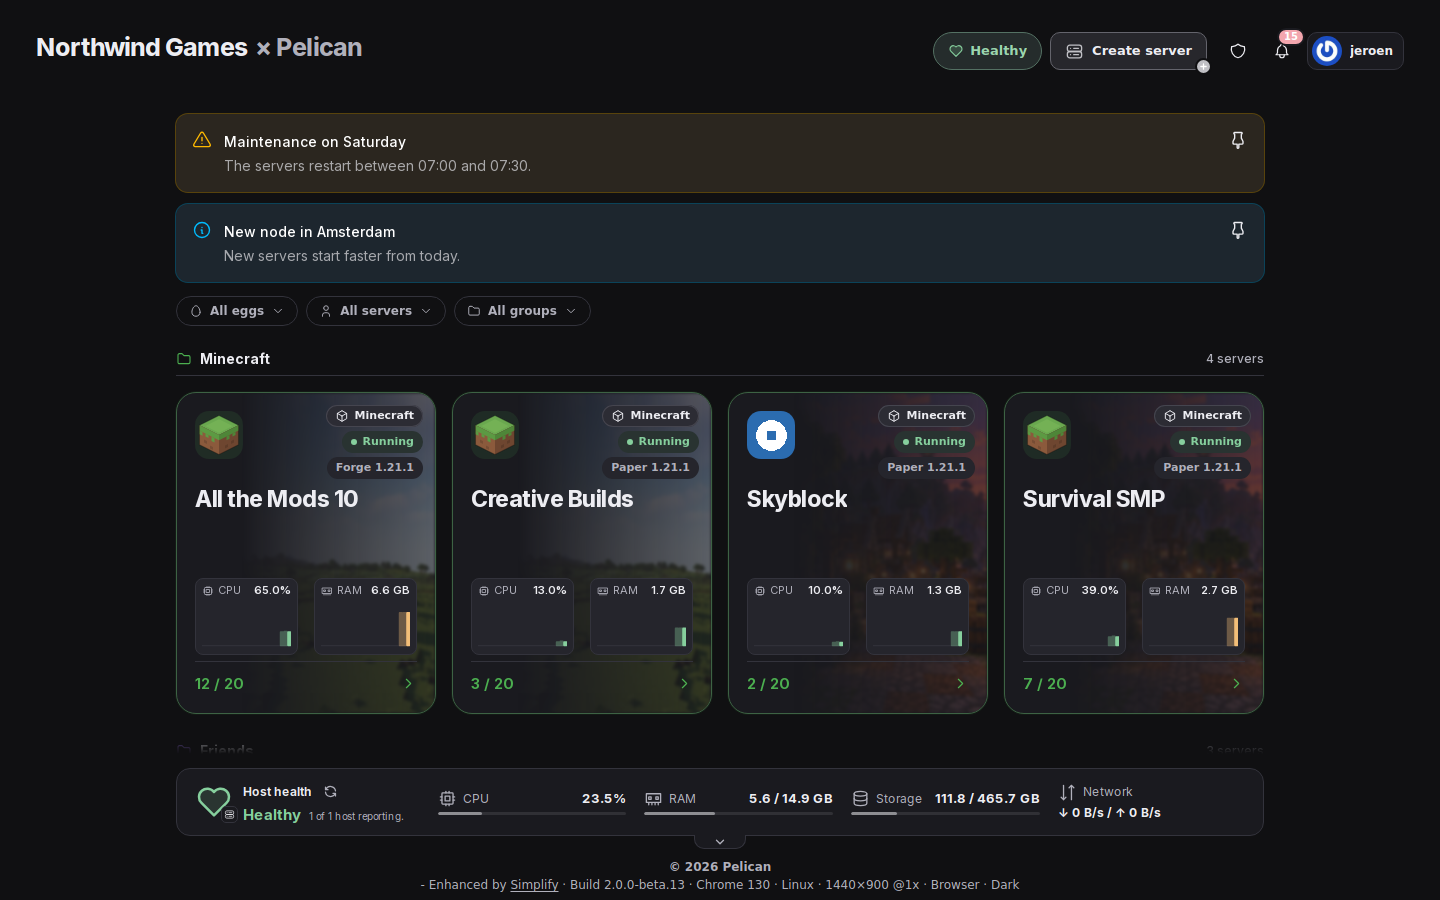 Northwind Games × Pelican
Healthy
Create server
15
jeroen
Maintenance on Saturday
The servers restart between 07:00 and 07:30.
New node in Amsterdam
New servers start faster from today.
All eggs
All servers
All groups
Minecraft
4 servers
Minecraft
Running
Forge 1.21.1
All the Mods 10
CPU 65.0%
RAM 6.6 GB
12 / 20
Minecraft
Running
Paper 1.21.1
Creative Builds
CPU 13.0%
RAM 1.7 GB
3 / 20
Minecraft
Running
Paper 1.21.1
Skyblock
CPU 10.0%
RAM 1.3 GB
2 / 20
Minecraft
Running
Paper 1.21.1
Survival SMP
CPU 39.0%
RAM 2.7 GB
7 / 20
Friends
3 servers
Host health
Healthy 1 of 1 host reporting.
CPU 23.5%
RAM 5.6 / 14.9 GB
Storage 111.8 / 465.7 GB
Network
↓ 0 B/s / ↑ 0 B/s
© 2026 Pelican
- Enhanced by Simplify · Build 2.0.0-beta.13 · Chrome 130 · Linux · 1440×900 @1x · Browser · Dark